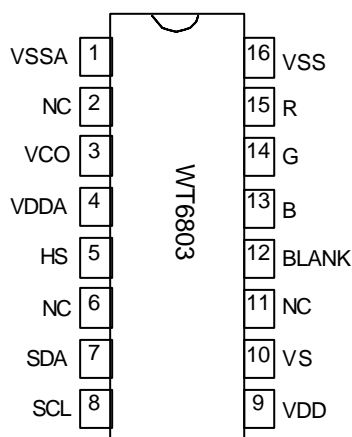 VSSA 1 16 VSS
NC 2 15 R
VCO 3 14 G
VDDA 4 13 B
HS 5 12 BLANK
NC 6 11 NC
SDA 7 10 VS
SCL 8 9 VDD
WT6803